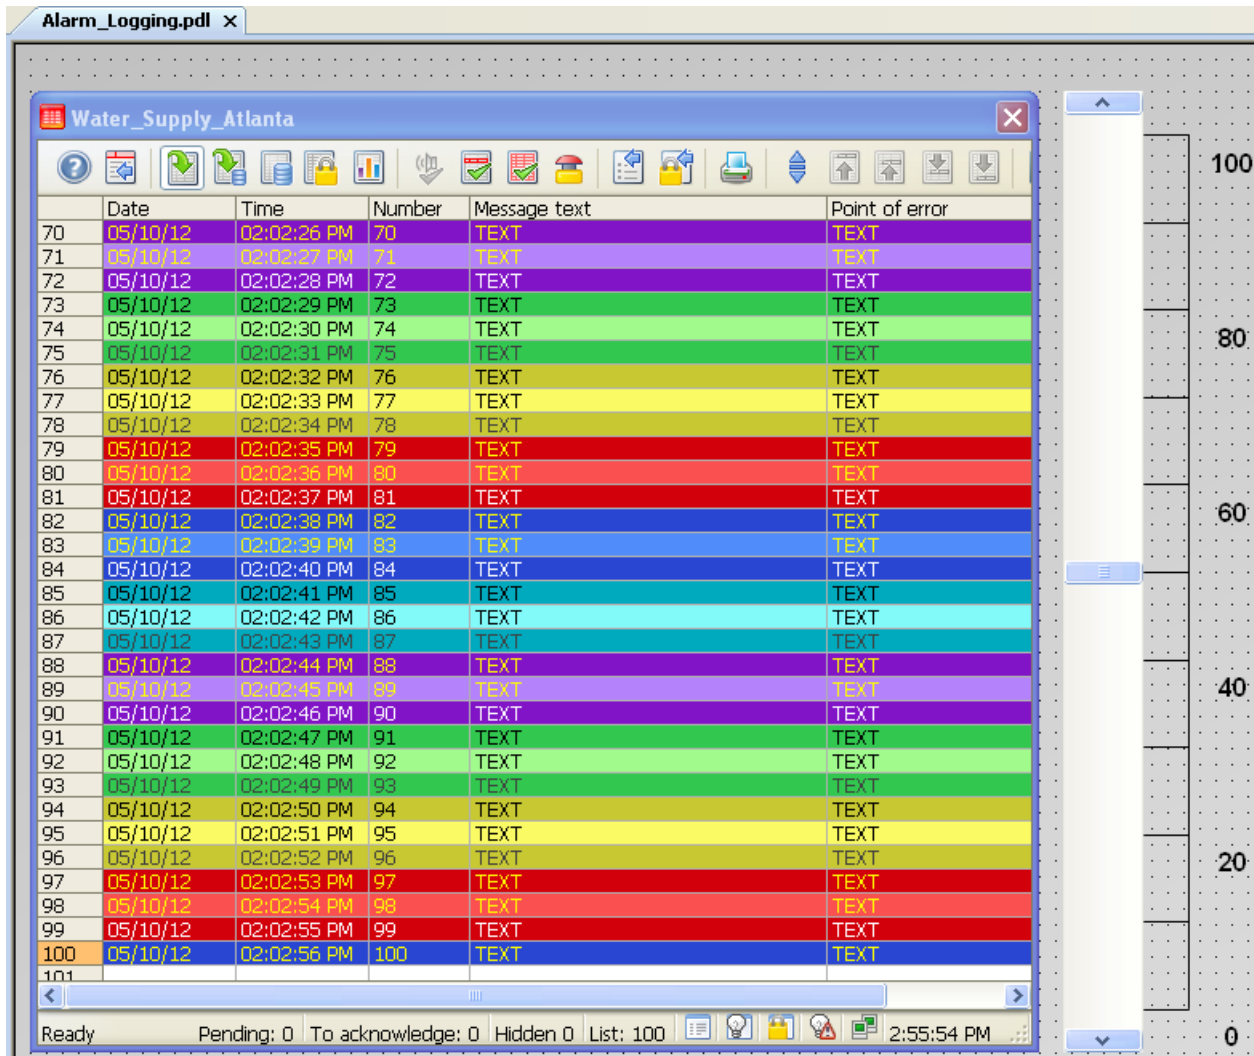 Alarm_Logging.pdl
Water_Supply_Atlanta
Date Time Number Message text Point of error
70 05/10/12 02:02:26 PM 70 TEXT TEXT
71 05/10/12 02:02:27 PM 71 TEXT TEXT
72 05/10/12 02:02:28 PM 72 TEXT TEXT
73 05/10/12 02:02:29 PM 73 TEXT TEXT
74 05/10/12 02:02:30 PM 74 TEXT TEXT
75 05/10/12 02:02:31 PM 75 TEXT TEXT
76 05/10/12 02:02:32 PM 76 TEXT TEXT
77 05/10/12 02:02:33 PM 77 TEXT TEXT
78 05/10/12 02:02:34 PM 78 TEXT TEXT
79 05/10/12 02:02:35 PM 79 TEXT TEXT
80 05/10/12 02:02:36 PM 80 TEXT TEXT
81 05/10/12 02:02:37 PM 81 TEXT TEXT
82 05/10/12 02:02:38 PM 82 TEXT TEXT
83 05/10/12 02:02:39 PM 83 TEXT TEXT
84 05/10/12 02:02:40 PM 84 TEXT TEXT
85 05/10/12 02:02:41 PM 85 TEXT TEXT
86 05/10/12 02:02:42 PM 86 TEXT TEXT
87 05/10/12 02:02:43 PM 87 TEXT TEXT
88 05/10/12 02:02:44 PM 88 TEXT TEXT
89 05/10/12 02:02:45 PM 89 TEXT TEXT
90 05/10/12 02:02:46 PM 90 TEXT TEXT
91 05/10/12 02:02:47 PM 91 TEXT TEXT
92 05/10/12 02:02:48 PM 92 TEXT TEXT
93 05/10/12 02:02:49 PM 93 TEXT TEXT
94 05/10/12 02:02:50 PM 94 TEXT TEXT
95 05/10/12 02:02:51 PM 95 TEXT TEXT
96 05/10/12 02:02:52 PM 96 TEXT TEXT
97 05/10/12 02:02:53 PM 97 TEXT TEXT
98 05/10/12 02:02:54 PM 98 TEXT TEXT
99 05/10/12 02:02:55 PM 99 TEXT TEXT
100 05/10/12 02:02:56 PM 100 TEXT TEXT
101
Ready Pending: 0 To acknowledge: 0 Hidden 0 List: 100 2:55:54 PM
100
80
60
40
20
0